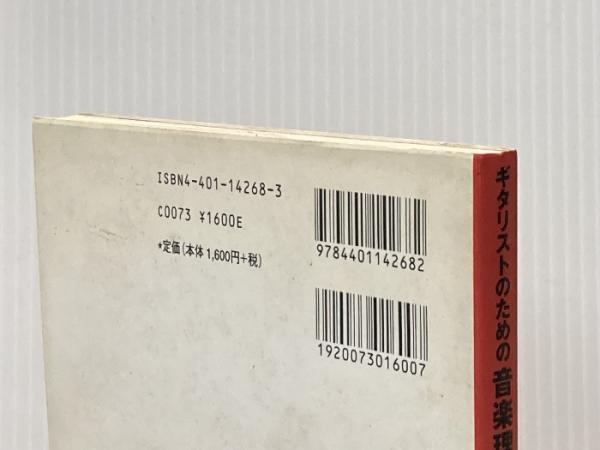 ISBN4-401-14268-3
C0073 ¥1600E
*定価(本体1,600円+税)
9784401142682
1920073016007
ギタリストのための音楽理